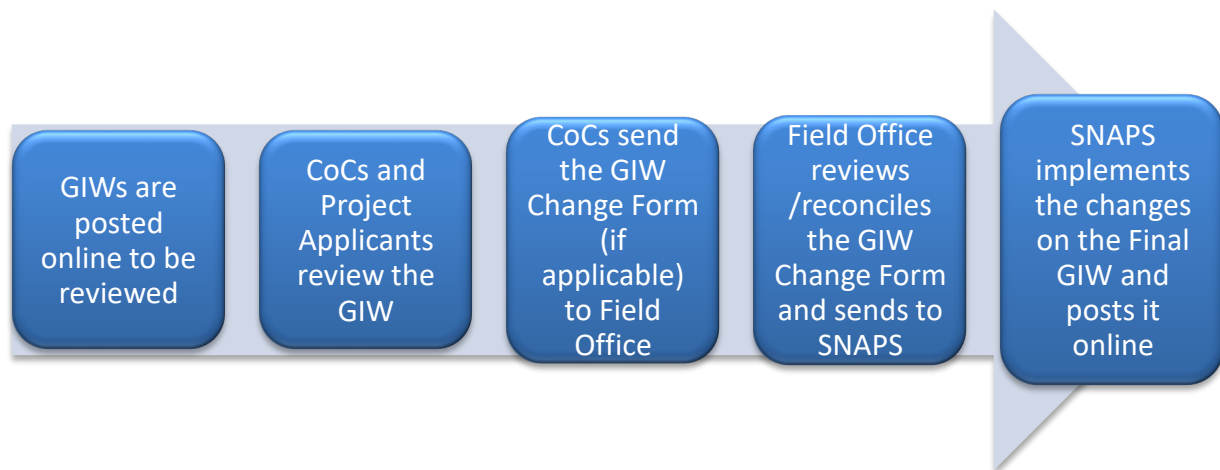 GIWs are
posted
online to be
reviewed
CoCs and
Project
Applicants
review the
GIW
CoCs send
the GIW
Change Form
(if
applicable)
to Field
Office
Field Office
reviews
/reconciles
the GIW
Change Form
and sends to
SNAPS
SNAPS
implements
the changes
on the Final
GIW and
posts it
online